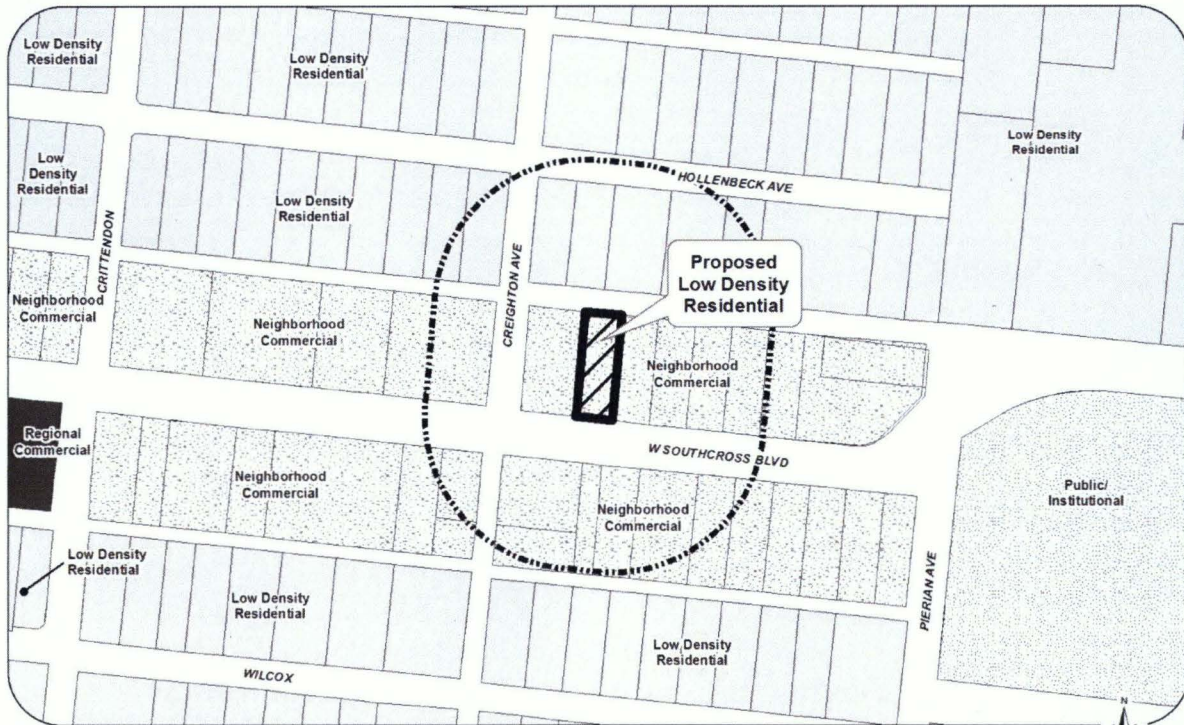 Low Density
Residential
Low Density
Residential
Low Density
Residential
Low
Density
Residential
Low Density
Residential
HOLLENBECK AVE
CRITTENDON
CREIGHTON AVE
Proposed
Low Density
Residential
Neighborhood
Commercial
Neighborhood
Commercial
Neighborhood
Commercial
Regional
Commercial
W SOUTHCROSS BLVD
Neighborhood
Commercial
Neighborhood
Commercial
Public/
Institutional
Low Density
Residential
Low Density
Residential
PIERIAN AVE
Low Density
Residential
WILCOX
N